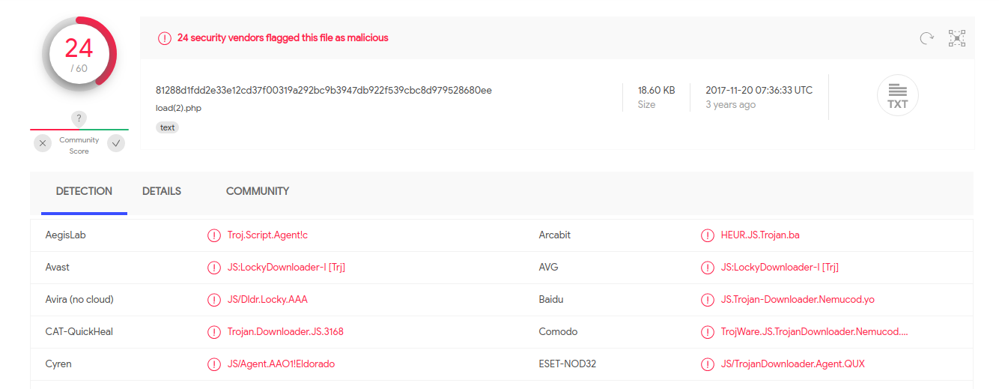 24
/ 60
?
Community
Score
24 security vendors flagged this file as malicious
81288d1fdd2e33e12cd37f00319a292bc9b3947db922f539cbc8d979528680ee
load(2).php
text
18.60 KB
Size
2017-11-20 07:36:33 UTC
3 years ago
TXT
DETECTION DETAILS COMMUNITY
AegisLab Troj.Script.Agent!c Arcabit HEUR.JS.Trojan.ba
Avast JS:LockyDownloader-I [Trj] AVG JS:LockyDownloader-I [Trj]
Avira (no cloud) JS/Dldr.Locky.AAA Baidu JS.Trojan-Downloader.Nemucod.yo
CAT-QuickHeal Trojan.Downloader.JS.3168 Comodo TrojWare.JS.TrojanDownloader.Nemucod....
Cyren JS/Agent.AAO1!Eldorado ESET-NOD32 JS/TrojanDownloader.Agent.QUX